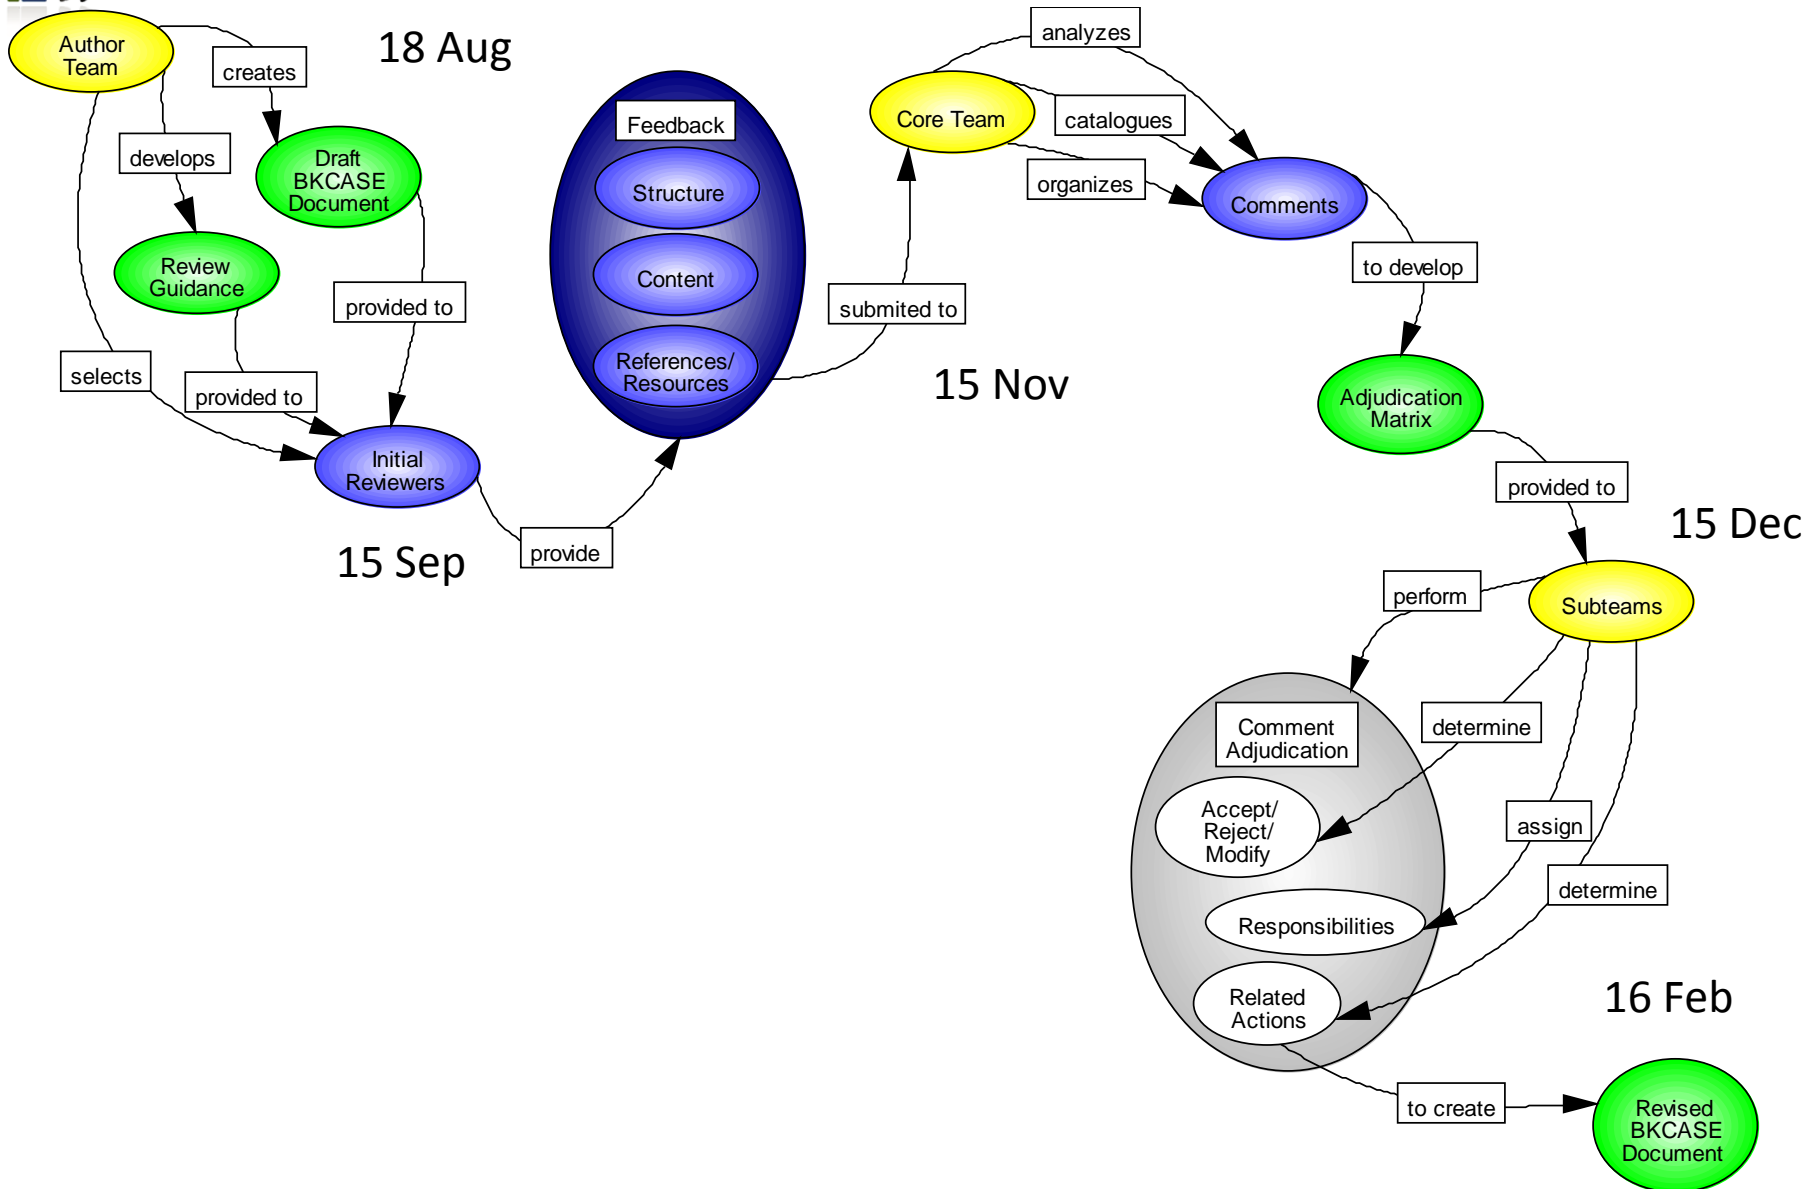 Author
Team
creates
18 Aug
develops
Draft
BKCASE
Document
Review
Guidance
provided to
selects
provided to
Initial
Reviewers
15 Sep
provide
Feedback
Structure
Content
References/
Resources
submited to
15 Nov
Core Team
analyzes
catalogues
organizes
Comments
to develop
Adjudication
Matrix
provided to
15 Dec
Subteams
perform
determine
assign
determine
Comment
Adjudication
Accept/
Reject/
Modify
Responsibilities
Related
Actions
16 Feb
to create
Revised
BKCASE
Document